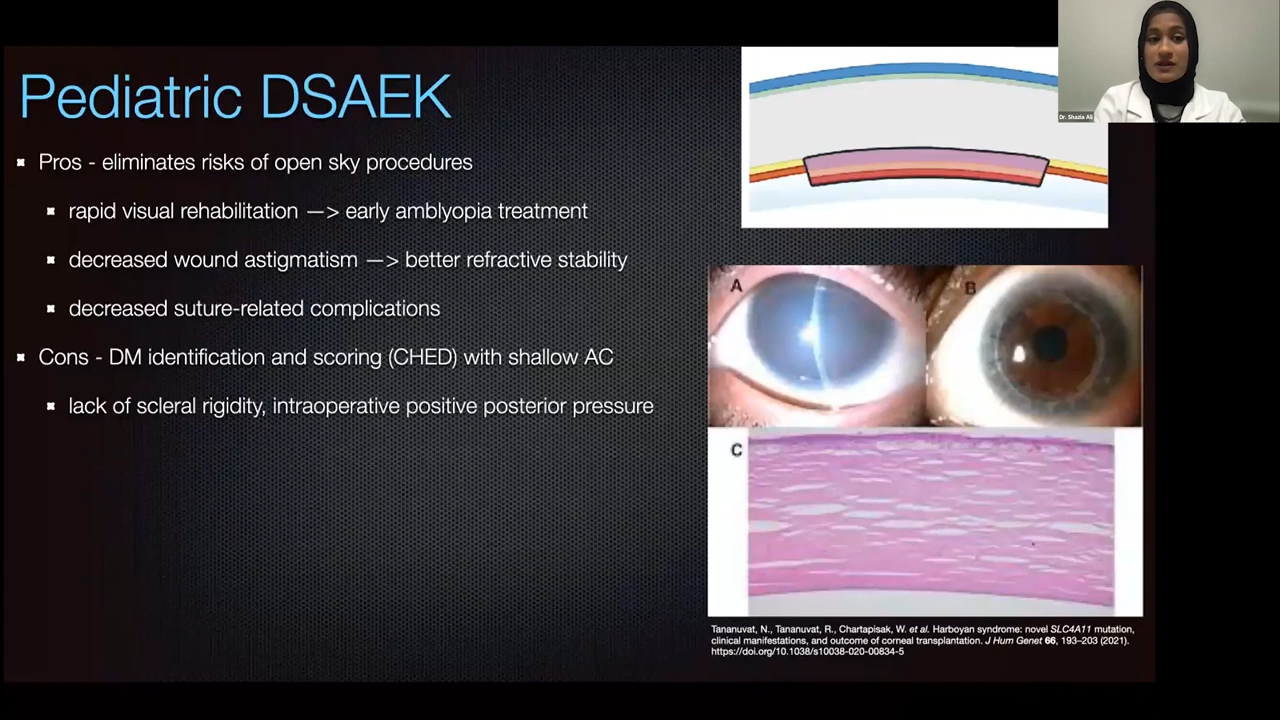 Pediatric DSAEK
Pros - eliminates risks of open sky procedures
rapid visual rehabilitation —> early amblyopia treatment
decreased wound astigmatism —> better refractive stability
decreased suture-related complications
Cons - DM identification and scoring (CHED) with shallow AC
lack of scleral rigidity, intraoperative positive posterior pressure
Dr. Shazia Ali
A
B
C
Tananuvat, N., Tananuvat, R., Chartapisak, W. et al. Harboyan syndrome: novel SLC4A11 mutation,
clinical manifestations, and outcome of corneal transplantation. J Hum Genet 66, 193–203 (2021).
https://doi.org/10.1038/s10038-020-00834-5